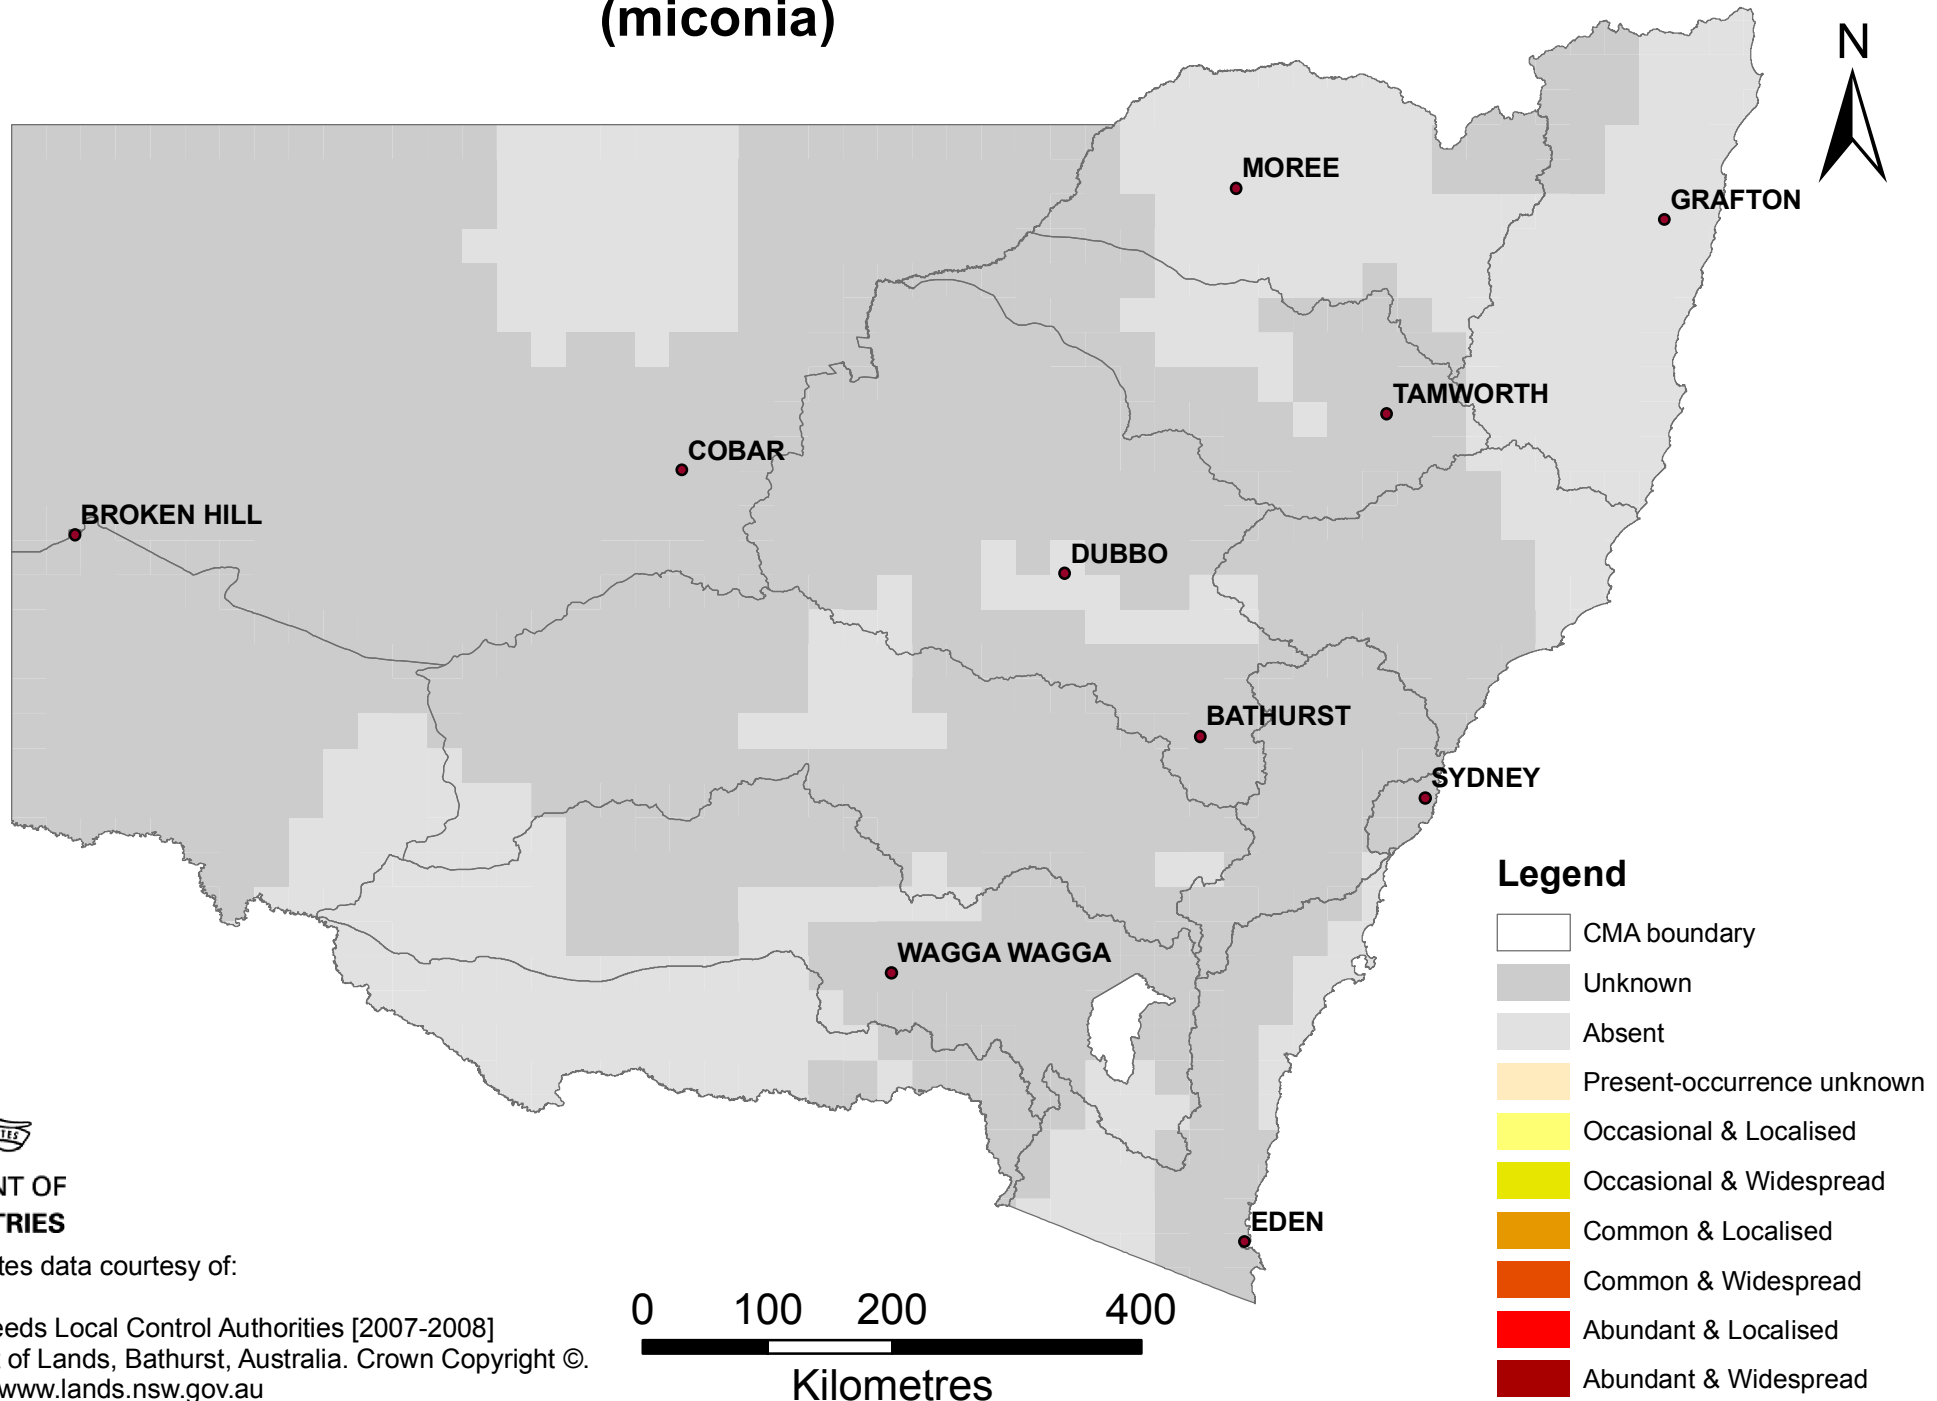 (miconia)
N
MOREE
GRAFTON
TAMWORTH
COBAR
BROKEN HILL
DUBBO
BATHURST
SYDNEY
WAGGA WAGGA
EDEN
Legend
CMA boundary
Unknown
Absent
Present-occurrence unknown
Occasional & Localised
Occasional & Widespread
Common & Localised
Common & Widespread
Abundant & Localised
Abundant & Widespread
NT OF
TRIES
tes data courtesy of:
eeds Local Control Authorities [2007-2008]
t of Lands, Bathurst, Australia. Crown Copyright ©.
www.lands.nsw.gov.au
0 100 200 400
Kilometres